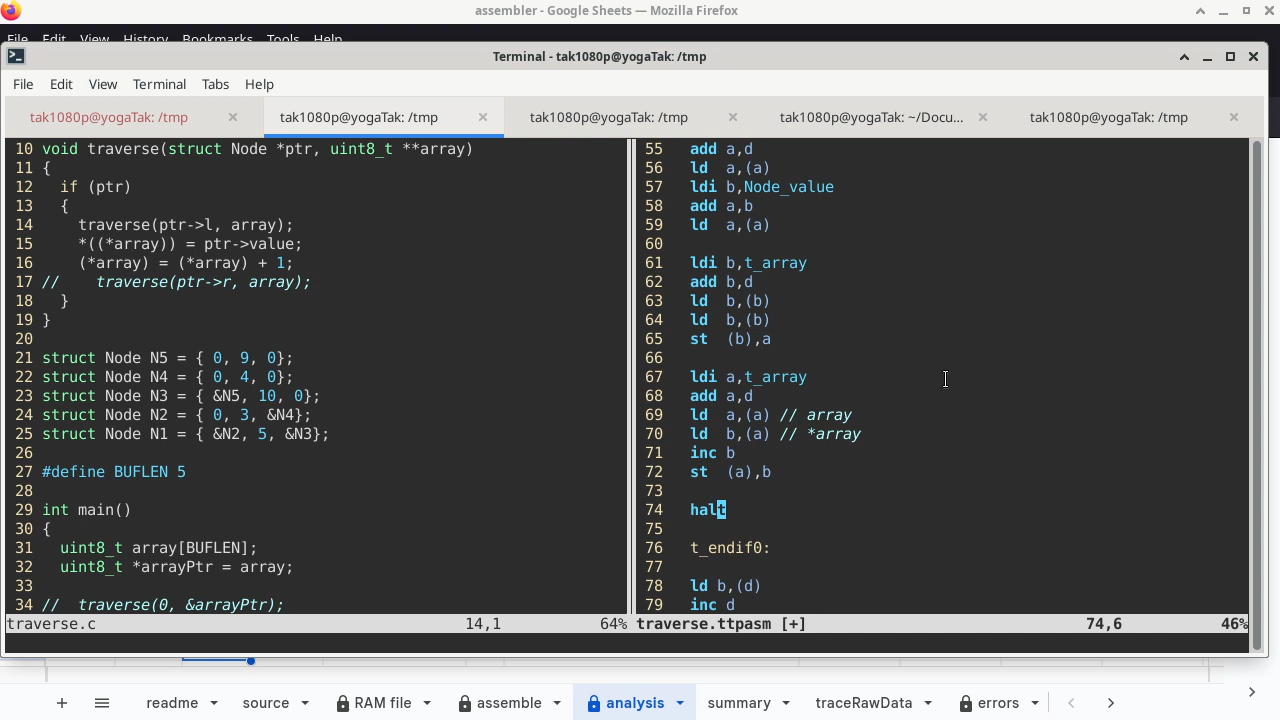 assembler - Google Sheets — Mozilla Firefox
File Edit View History Bookmarks Tools Help
Terminal - tak1080p@yogaTak: /tmp
File Edit View Terminal Tabs Help
tak1080p@yogaTak: /tmp tak1080p@yogaTak: /tmp tak1080p@yogaTak: /tmp tak1080p@yogaTak: ~/Docu... tak1080p@yogaTak: /tmp
10 void traverse(struct Node *ptr, uint8_t **array)
11 {
12   if (ptr)
13   {
14     traverse(ptr->l, array);
15     *((*array)) = ptr->value;
16     (*array) = (*array) + 1;
17 //    traverse(ptr->r, array);
18   }
19 }
20
21 struct Node N5 = { 0, 9, 0};
22 struct Node N4 = { 0, 4, 0};
23 struct Node N3 = { &N5, 10, 0};
24 struct Node N2 = { 0, 3, &N4};
25 struct Node N1 = { &N2, 5, &N3};
26
27 #define BUFLEN 5
28
29 int main()
30 {
31   uint8_t array[BUFLEN];
32   uint8_t *arrayPtr = array;
33
34 //  traverse(0, &arrayPtr);
traverse.c 14,1 64%
55   add a,d
56   ld  a,(a)
57   ldi b,Node_value
58   add a,b
59   ld  a,(a)
60
61   ldi b,t_array
62   add b,d
63   ld  b,(b)
64   ld  b,(b)
65   st  (b),a
66
67   ldi a,t_array
68   add a,d
69   ld  a,(a) // array
70   ld  b,(a) // *array
71   inc b
72   st  (a),b
73
74   halt
75
76   t_endif0:
77
78   ld b,(d)
79   inc d
traverse.ttpasm [+] 74,6 46%
readme source RAM file assemble analysis summary traceRawData errors